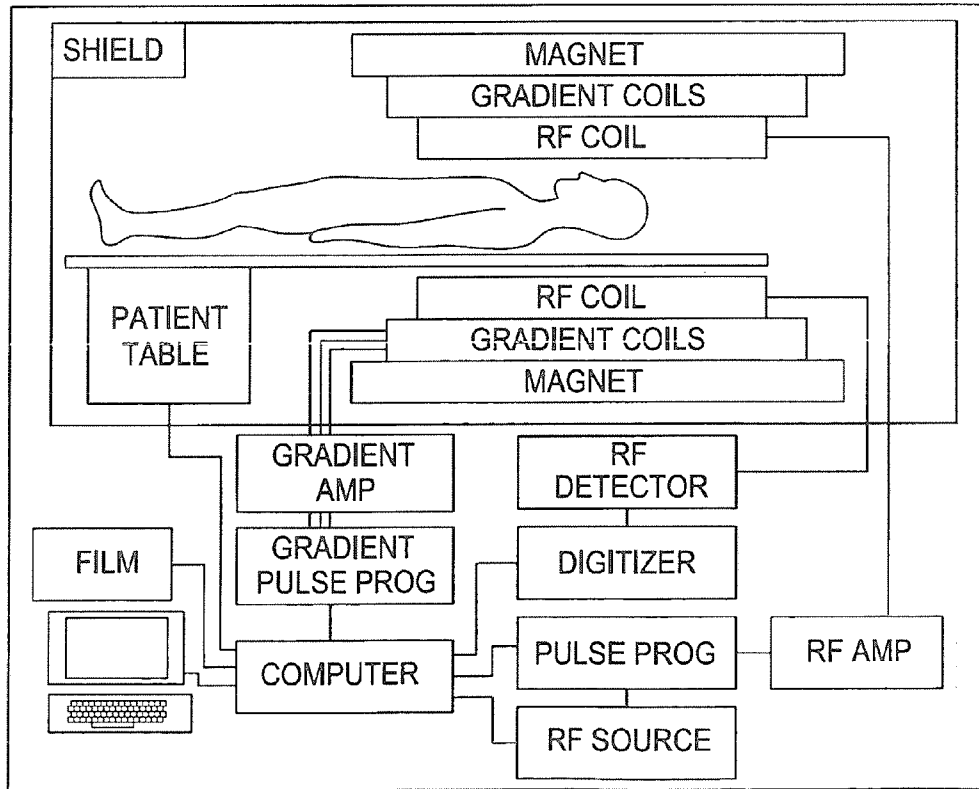 SHIELD
MAGNET
GRADIENT COILS
RF COIL
RF COIL
GRADIENT COILS
MAGNET
PATIENT
TABLE
GRADIENT
AMP
RF
DETECTOR
FILM
GRADIENT
PULSE PROG
DIGITIZER
COMPUTER
PULSE PROG
RF AMP
RF SOURCE